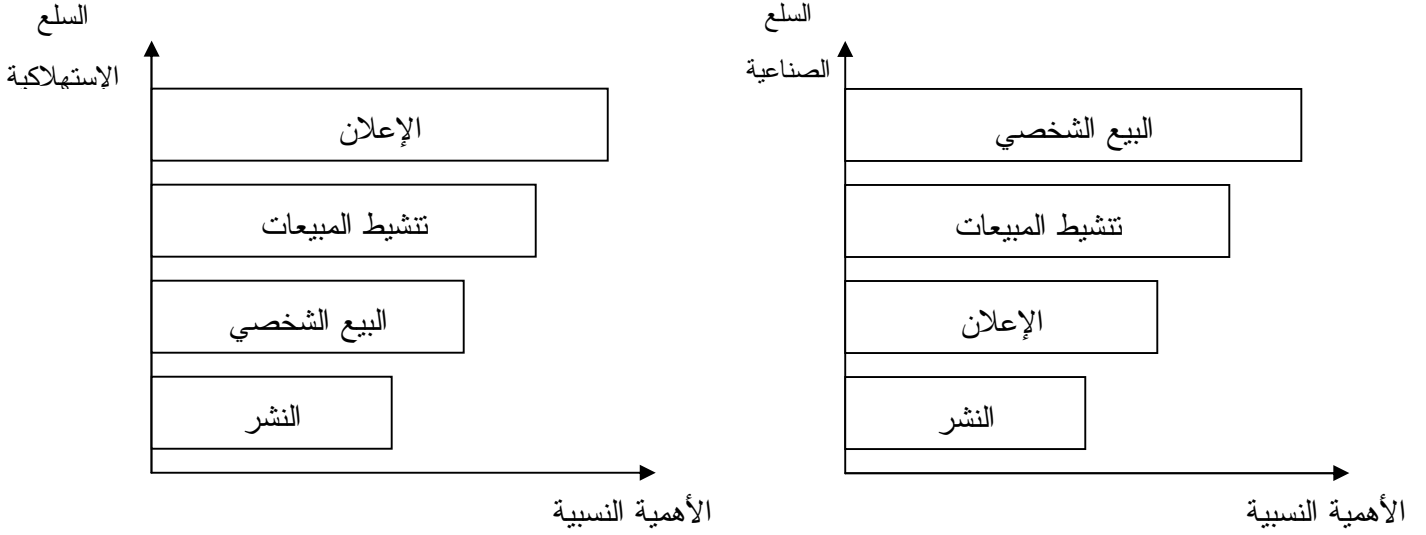 السلع
الصناعية
البيع الشخصي
تنشيط المبيعات
الإعلان
النشر
الأهمية النسبية
السلع
الإستهلاكية
الإعلان
تنشيط المبيعات
البيع الشخصي
النشر
الأهمية النسبية